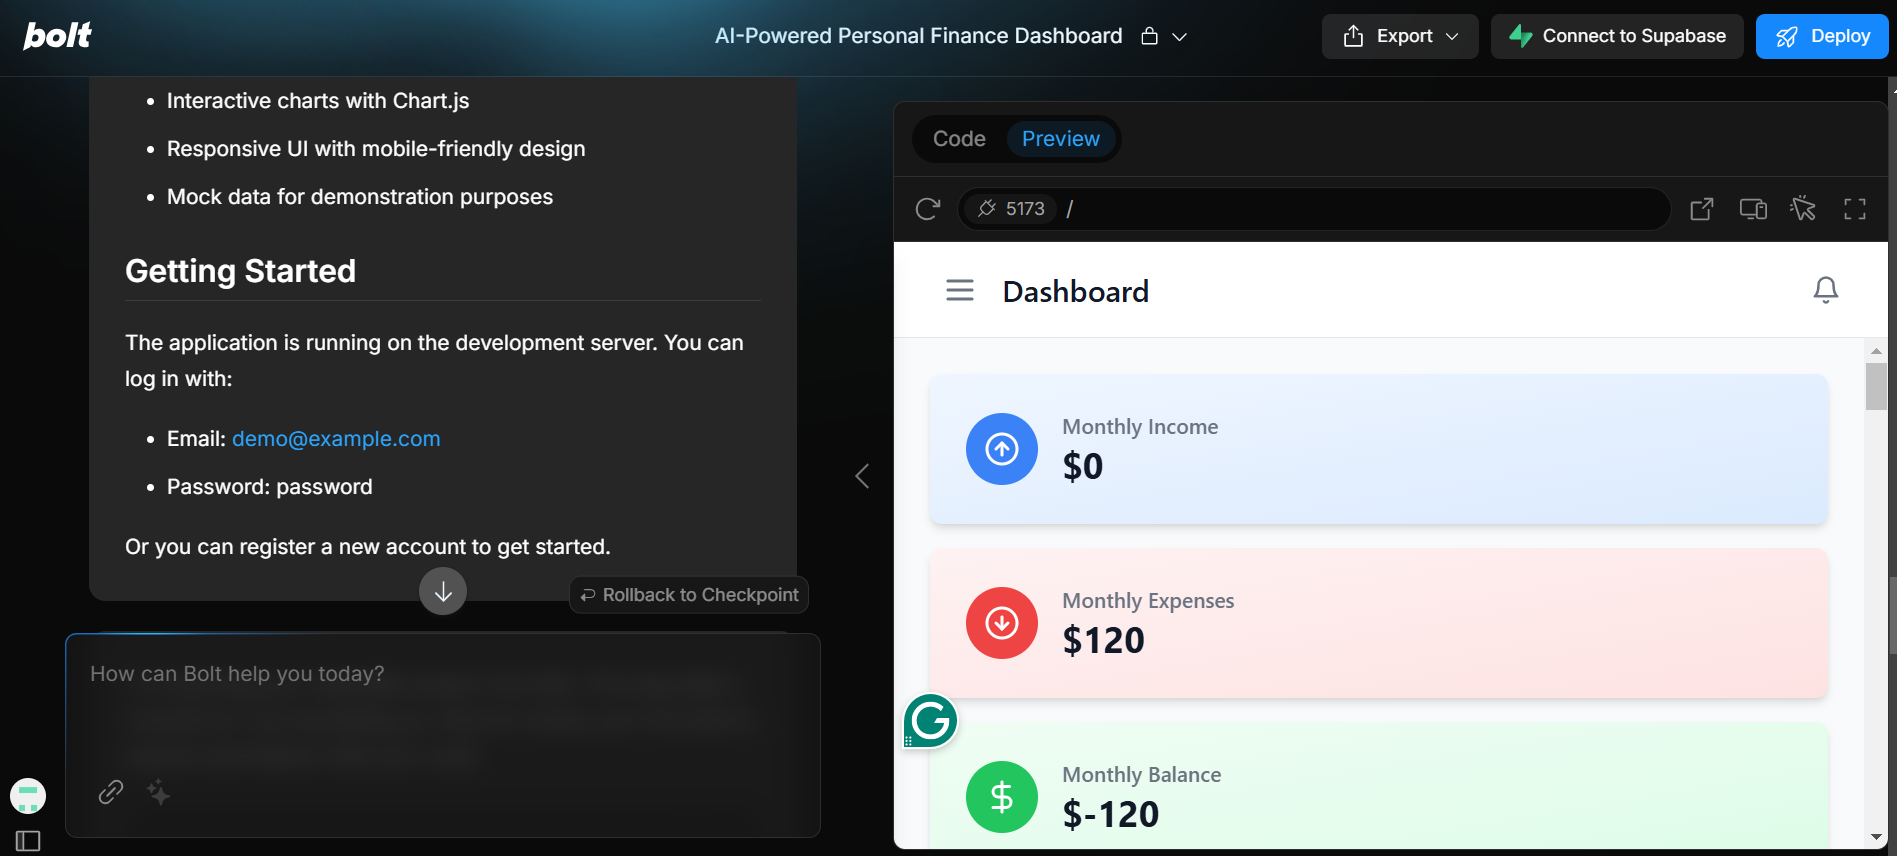 bolt
AI-Powered Personal Finance Dashboard
Export
Connect to Supabase
Deploy
Interactive charts with Chart.js
Responsive UI with mobile-friendly design
Mock data for demonstration purposes
Getting Started
The application is running on the development server. You can
log in with:
Email: demo@example.com
Password: password
Or you can register a new account to get started.
Rollback to Checkpoint
How can Bolt help you today?
Code
Preview
5173 /
Dashboard
Monthly Income
$0
Monthly Expenses
$120
G
Monthly Balance
$-120